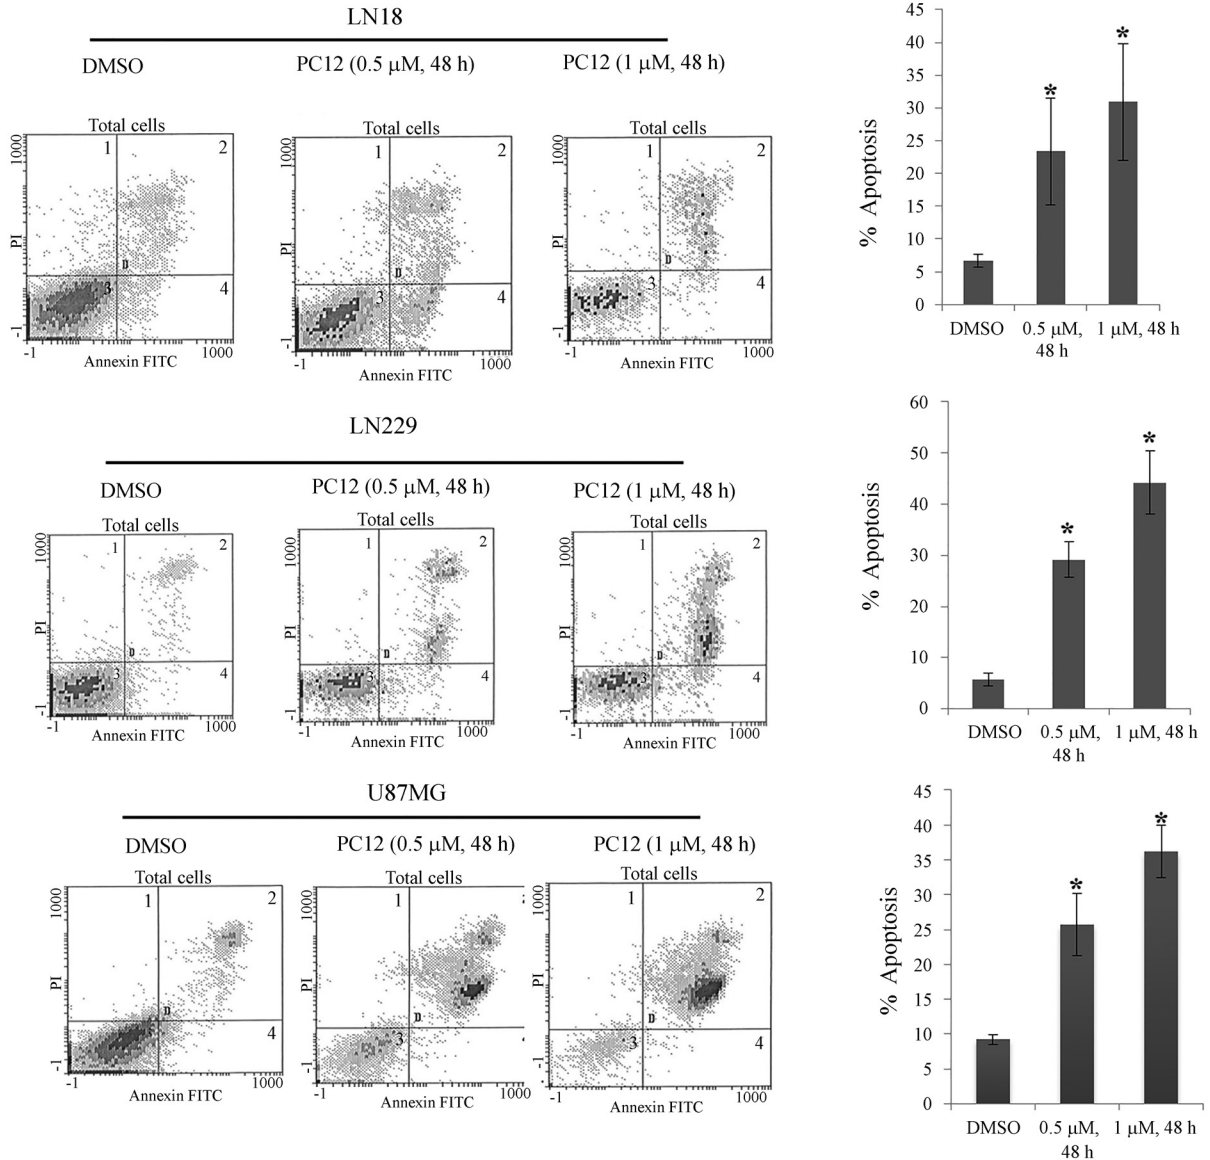 LN18
DMSO
PC12 (0.5 µM, 48 h)
PC12 (1 µM, 48 h)
Total cells
1
2
3
4
D
1000
PI
-1
-1
1000
Annexin FITC
Total cells
1
2
3
4
D
1000
PI
-1
-1
1000
Annexin FITC
Total cells
1
2
3
4
D
1000
PI
-1
-1
1000
Annexin FITC
% Apoptosis
45
40
35
30
25
20
15
10
5
0
*
*
DMSO
0.5 µM,
48 h
1 µM, 48 h
LN229
DMSO
PC12 (0.5 µM, 48 h)
PC12 (1 µM, 48 h)
Total cells
1
2
3
4
D
1000
PI
-1
-1
1000
Annexin FITC
Total cells
1
2
3
4
D
1000
PI
-1
-1
1000
Annexin FITC
Total cells
1
2
3
4
D
1000
PI
-1
-1
1000
Annexin FITC
% Apoptosis
60
50
40
30
20
10
0
*
*
DMSO
0.5 µM,
48 h
1 µM, 48 h
U87MG
DMSO
PC12 (0.5 µM, 48 h)
PC12 (1 µM, 48 h)
Total cells
1
2
4
D
1000
PI
-1
-1
1000
Annexin FITC
Total cells
1
3
D
1000
PI
-1
-1
1000
Annexin FITC
Total cells
1
2
3
4
D
1000
PI
-1
-1
1000
Annexin FITC
% Apoptosis
45
40
35
30
25
20
15
10
5
0
*
*
DMSO
0.5 µM,
48 h
1 µM, 48 h